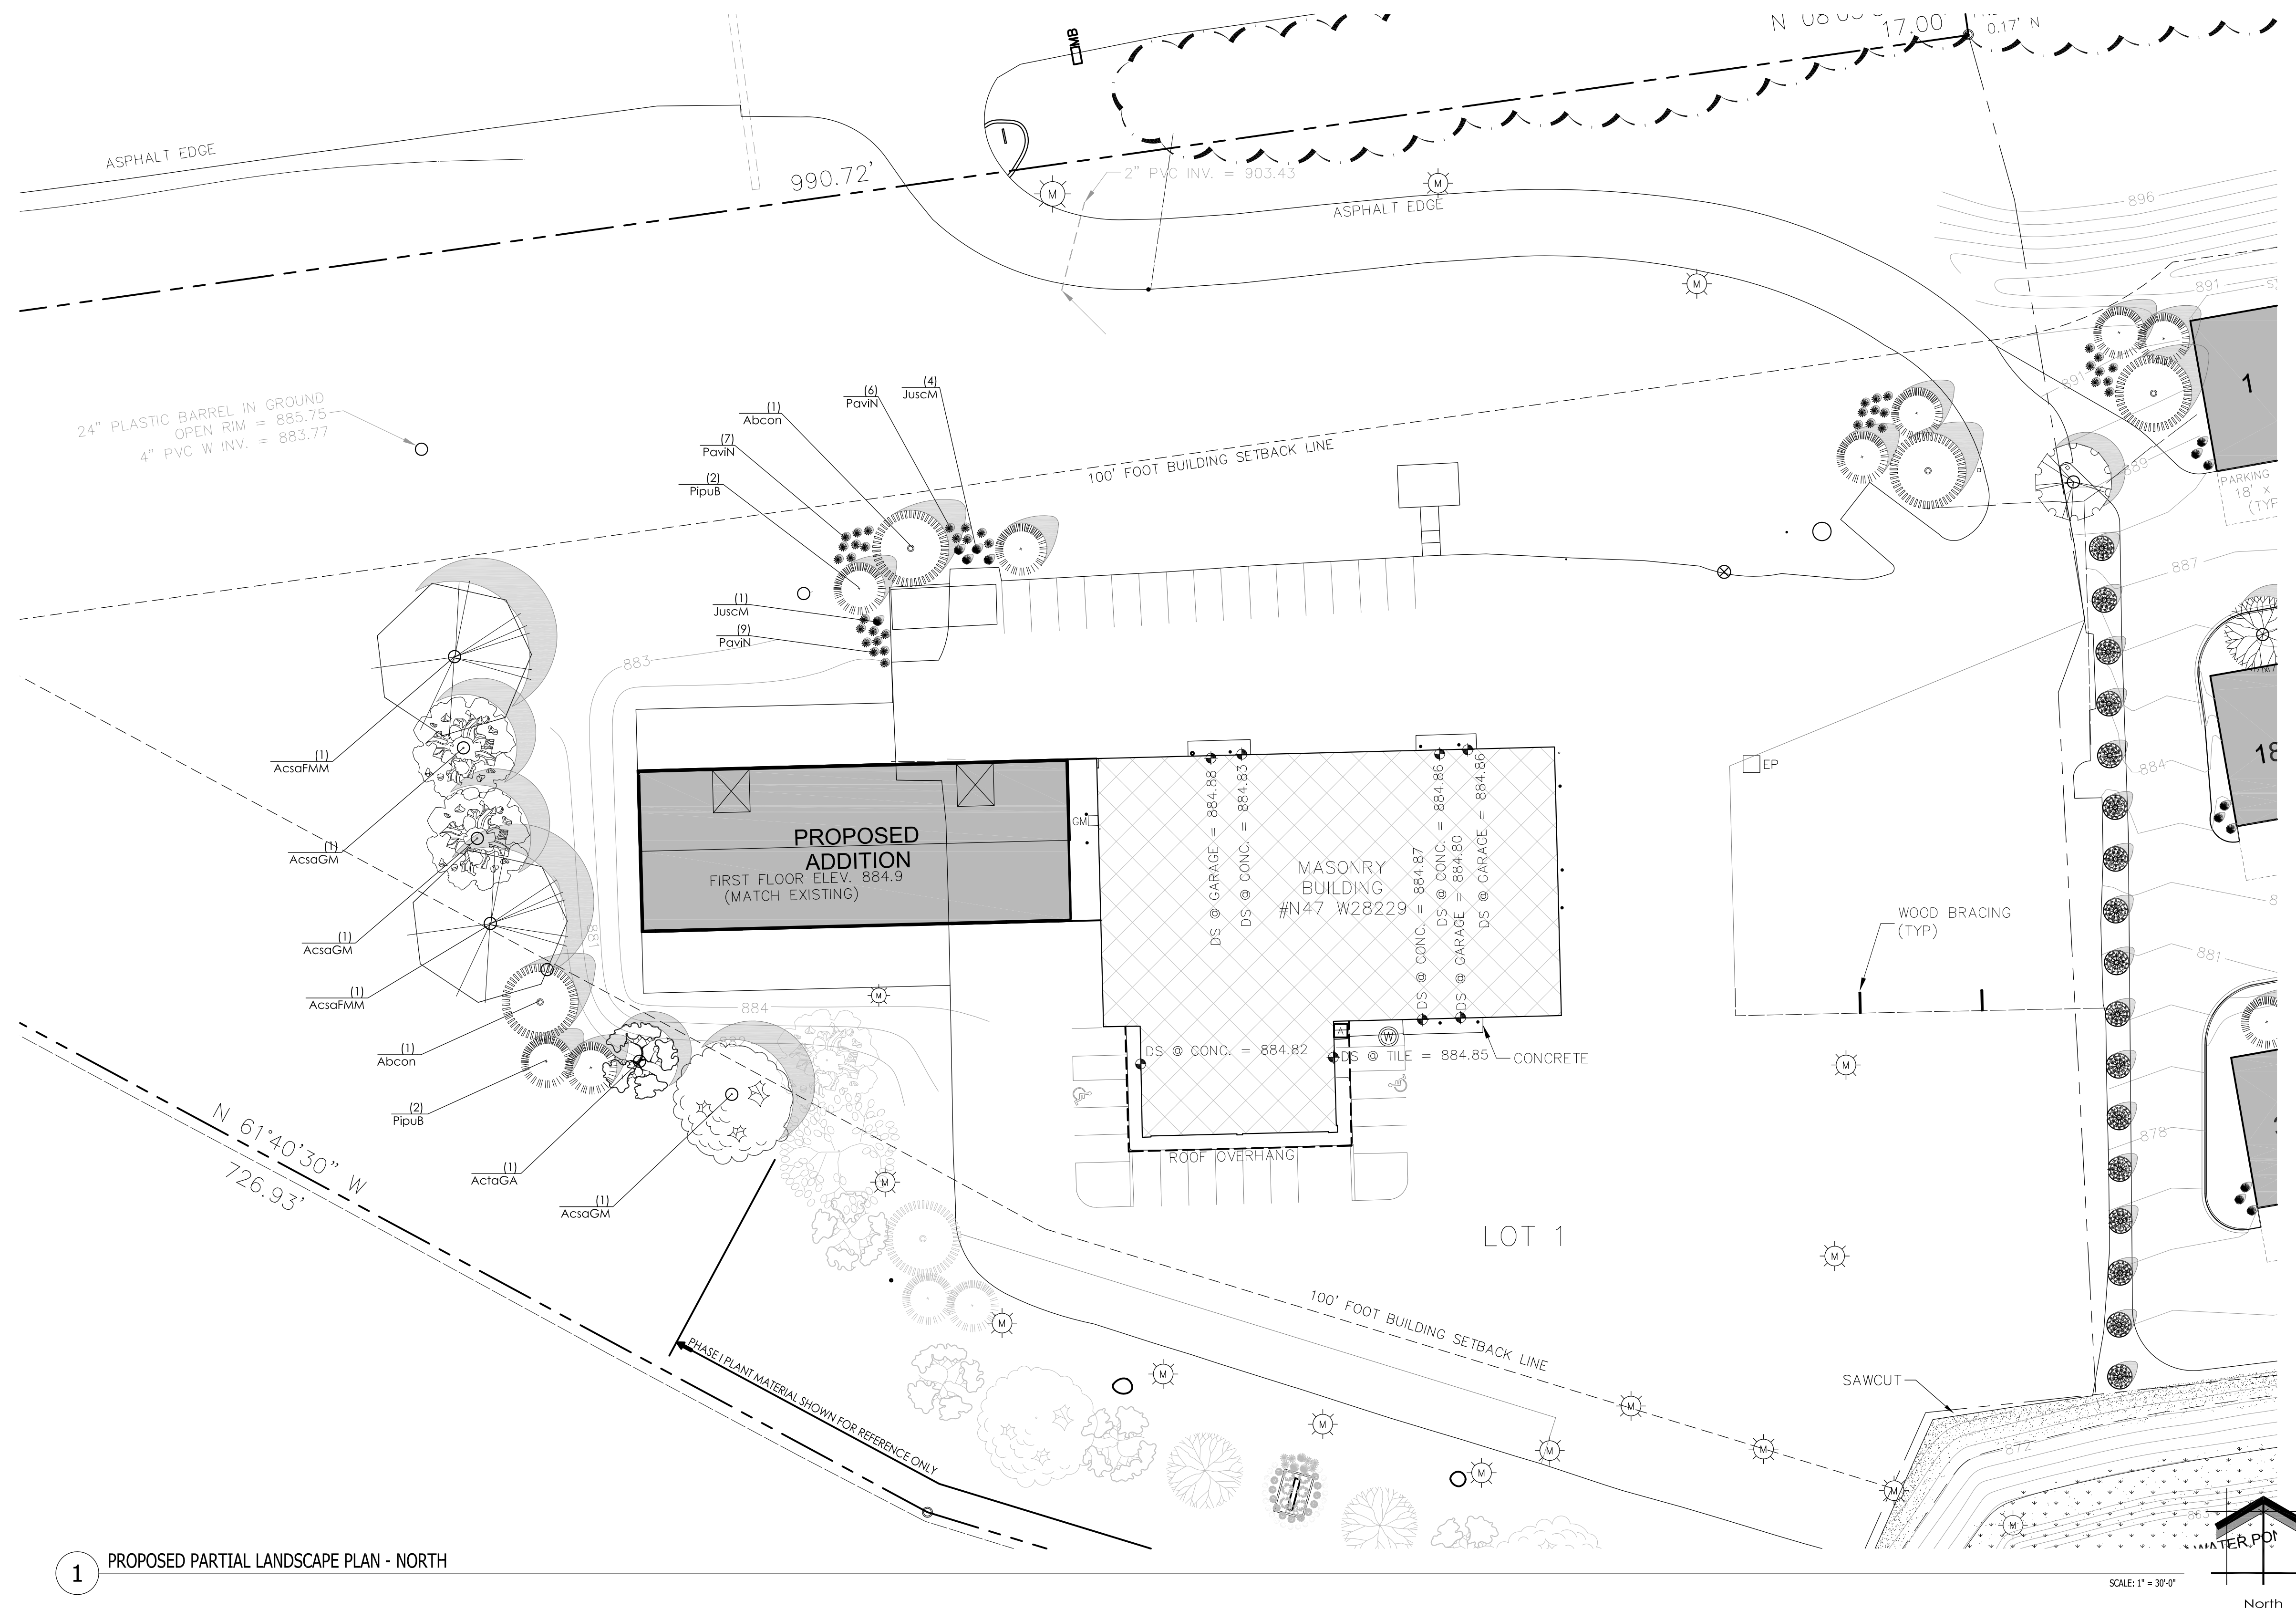 MB
17.00'
0.17' N
ASPHALT EDGE
990.72'
2" PVC INV. = 903.43
M
M
ASPHALT EDGE
896
M
891
1
891
889
PARKING
18' x
(TYP
24" PLASTIC BARREL IN GROUND
OPEN RIM = 885.75
4" PVC W INV. = 883.77
(4)
JuscM
(6)
PaviN
(1)
Abcon
(7)
PaviN
(2)
PipuB
100' FOOT BUILDING SETBACK LINE
887
(1)
JuscM
(9)
PaviN
883
(1)
AcsaFMM
18
884
EP
GM
PROPOSED
ADDITION
FIRST FLOOR ELEV. 884.9
(MATCH EXISTING)
DS @ GARAGE = 884.88
DS @ CONC. = 884.83
MASONRY
BUILDING
#N47 W28229
DS @ CONC. = 884.87
DS @ CONC. = 884.86
DS @ GARAGE = 884.80
DS @ GARAGE = 884.86
(1)
AcsaGM
(1)
AcsaGM
881
WOOD BRACING
(TYP)
881
(1)
AcsaFMM
M
884
A
W
DS @ CONC. = 884.82
DS @ TILE = 884.85
CONCRETE
M
(1)
Abcon
(2)
PipuB
878
N 61°40'30" W
726.93'
(1)
ActaGA
(1)
AcsaGM
ROOF OVERHANG
M
LOT 1
M
M
100' FOOT BUILDING SETBACK LINE
PHASE I PLANT MATERIAL SHOWN FOR REFERENCE ONLY
M
SAWCUT
M
M
M
M
M
872
M
M
863
M
WATER PON
1
PROPOSED PARTIAL LANDSCAPE PLAN - NORTH
SCALE: 1" = 30'-0"
North